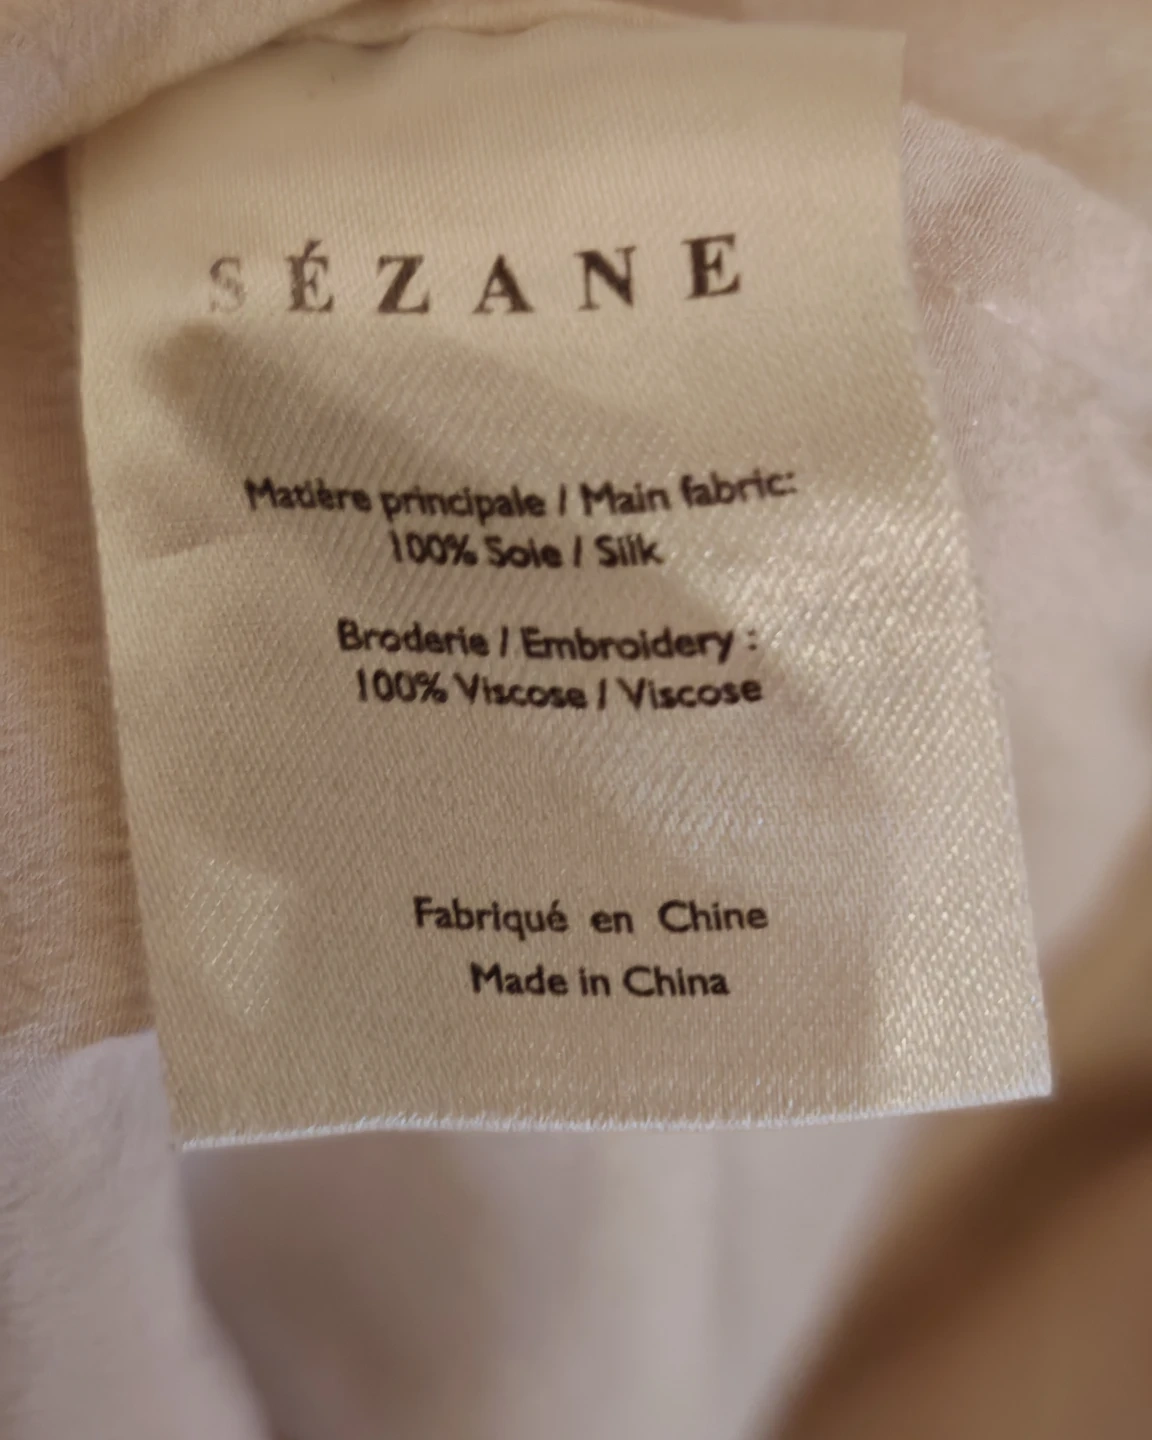 SÉZANE
Matière principale / Main fabric:
100% Soie / Silk
Broderie / Embroidery :
100% Viscose / Viscose
Fabriqué en Chine
Made in China